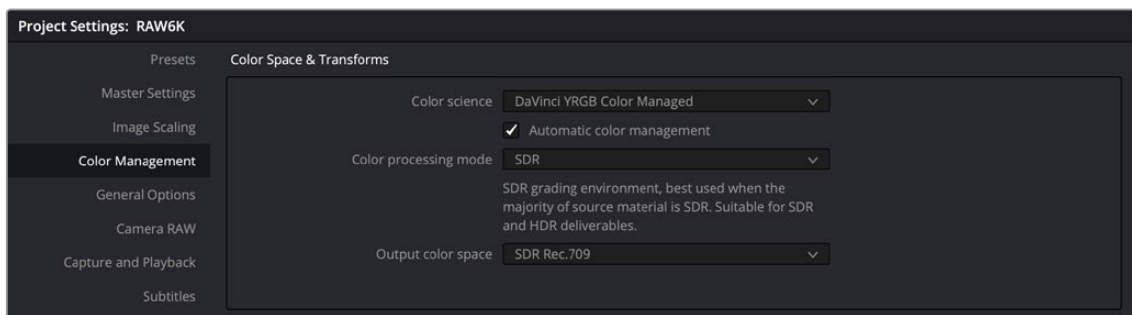 Project Settings: RAW6K
Presets
Master Settings
Image Scaling
Color Management
General Options
Camera RAW
Capture and Playback
Subtitles
Color Space & Transforms
Color science DaVinci YRGB Color Managed
Automatic color management
Color processing mode SDR
SDR grading environment, best used when the
majority of source material is SDR. Suitable for SDR
and HDR deliverables.
Output color space SDR Rec.709